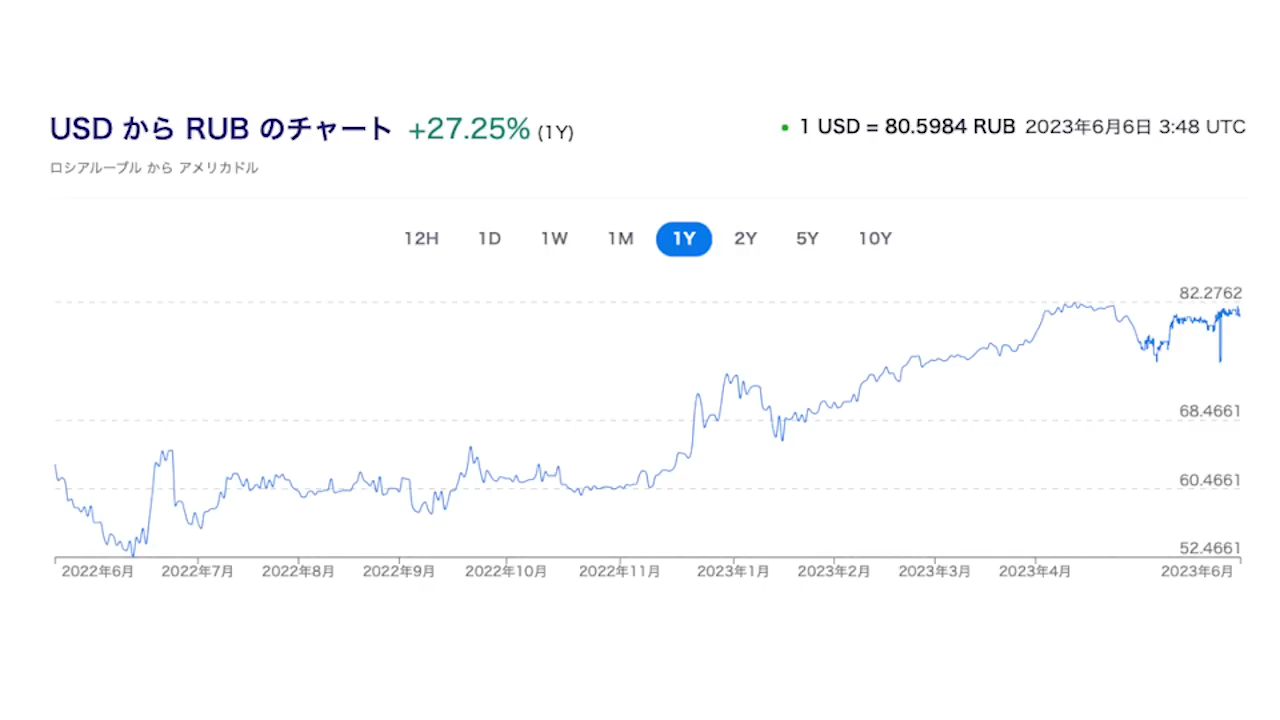 USD から RUB のチャート +27.25% (1Y)
1 USD = 80.5984 RUB 2023年6月6日 3:48 UTC
ロシアルーブル から アメリカドル
12H 1D 1W 1M 1Y 2Y 5Y 10Y
82.2762
68.4661
60.4661
52.4661
2022年6月 2022年7月 2022年8月 2022年9月 2022年10月 2022年11月 2023年1月 2023年2月 2023年3月 2023年4月 2023年6月